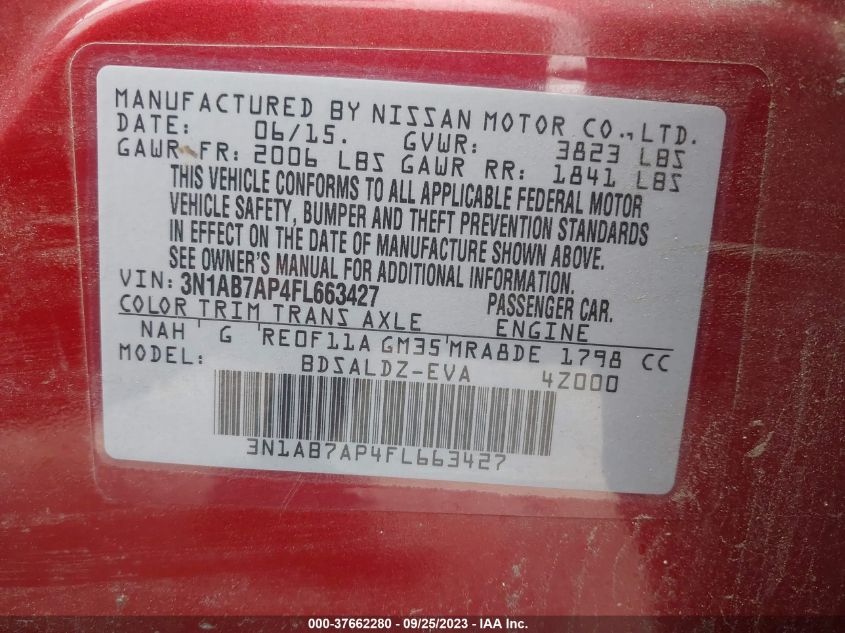 MANUFACTURED BY NISSAN MOTOR CO., LTD.
DATE: 06/15. GVWR: 3823 LBS
GAWR FR: 2006 LBS GAWR RR: 1841 LBS
THIS VEHICLE CONFORMS TO ALL APPLICABLE FEDERAL MOTOR
VEHICLE SAFETY, BUMPER AND THEFT PREVENTION STANDARDS
IN EFFECT ON THE DATE OF MANUFACTURE SHOWN ABOVE.
SEE OWNER'S MANUAL FOR ADDITIONAL INFORMATION.
VIN: 3N1AB7AP4FL663427 PASSENGER CAR.
COLOR TRIM TRANS AXLE ENGINE
NAH G RE0F11A GM35 MRA8DE 1798 CC
MODEL: BDSALDZ-EVA 4Z000
3N1AB7AP4FL663427
000-37662280 - 09/25/2023 - IAA Inc.